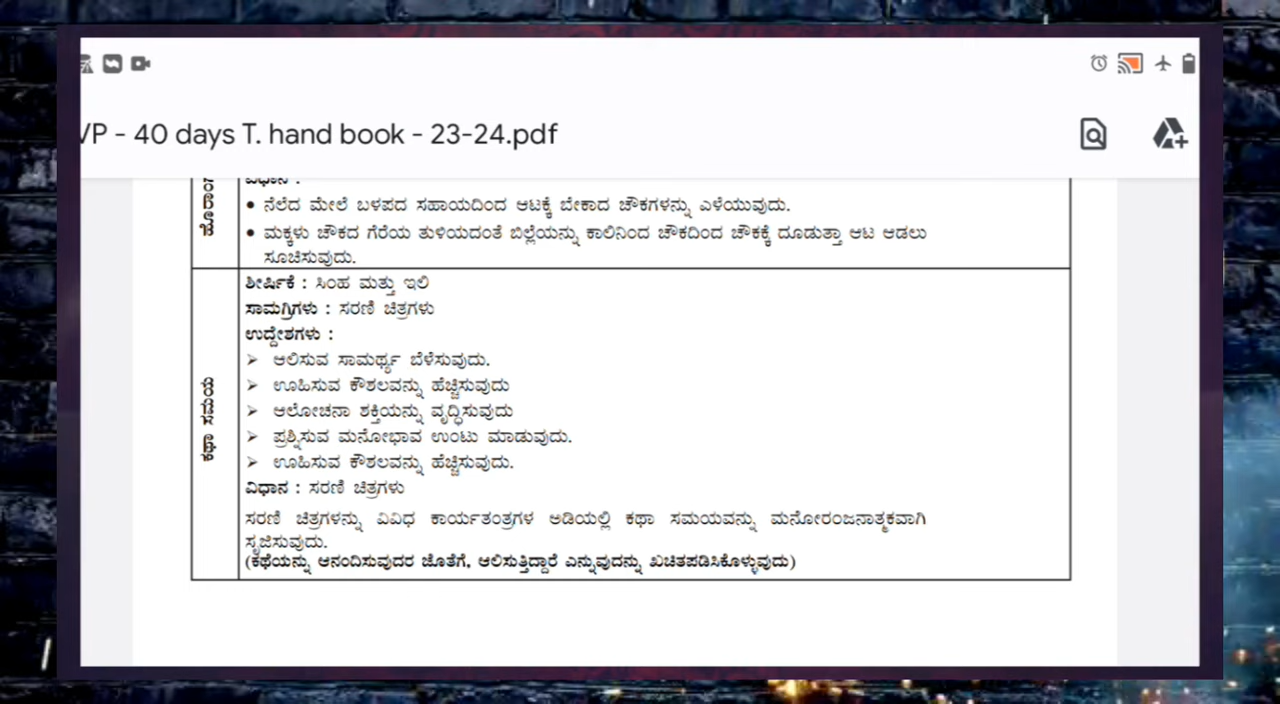 VP - 40 days T. hand book - 23-24.pdf
ವಿಧಾನ :
• ನೆಲೆದ ಮೇಲೆ ಬಳಪದ ಸಹಾಯದಿಂದ ಆಟಕ್ಕೆ ಬೇಕಾದ ಚೌಕಗಳನ್ನು ಎಳೆಯುವುದು.
• ಮಕ್ಕಳು ಚೌಕದ ಗೆರೆಯ ತುಳಿಯದಂತೆ ಬಿಲ್ಲೆಯನ್ನು ಕಾಲಿನಿಂದ ಚೌಕದಿಂದ ಚೌಕಕ್ಕೆ ದೂಡುತ್ತಾ ಆಟ ಆಡಲು
ಸೂಚಿಸುವುದು.
ಕಥಾ ಸಮಯ
ಶೀರ್ಷಿಕೆ : ಸಿಂಹ ಮತ್ತು ಇಲಿ
ಸಾಮಗ್ರಿಗಳು : ಸರಣಿ ಚಿತ್ರಗಳು
ಉದ್ದೇಶಗಳು :
➢ ಆಲಿಸುವ ಸಾಮರ್ಥ್ಯ ಬೆಳೆಸುವುದು.
➢ ಊಹಿಸುವ ಕೌಶಲವನ್ನು ಹೆಚ್ಚಿಸುವುದು
➢ ಆಲೋಚನಾ ಶಕ್ತಿಯನ್ನು ವೃದ್ಧಿಸುವುದು
➢ ಪ್ರಶ್ನಿಸುವ ಮನೋಭಾವ ಉಂಟು ಮಾಡುವುದು.
➢ ಊಹಿಸುವ ಕೌಶಲವನ್ನು ಹೆಚ್ಚಿಸುವುದು.
ವಿಧಾನ : ಸರಣಿ ಚಿತ್ರಗಳು
ಸರಣಿ ಚಿತ್ರಗಳನ್ನು ವಿವಿಧ ಕಾರ್ಯತಂತ್ರಗಳ ಅಡಿಯಲ್ಲಿ ಕಥಾ ಸಮಯವನ್ನು ಮನೋರಂಜನಾತ್ಮಕವಾಗಿ
ಸೃಜಿಸುವುದು.
(ಕಥೆಯನ್ನು ಆನಂದಿಸುವುದರ ಜೊತೆಗೆ, ಆಲಿಸುತ್ತಿದ್ದಾರೆ ಎನ್ನುವುದನ್ನು ಖಚಿತಪಡಿಸಿಕೊಳ್ಳುವುದು)